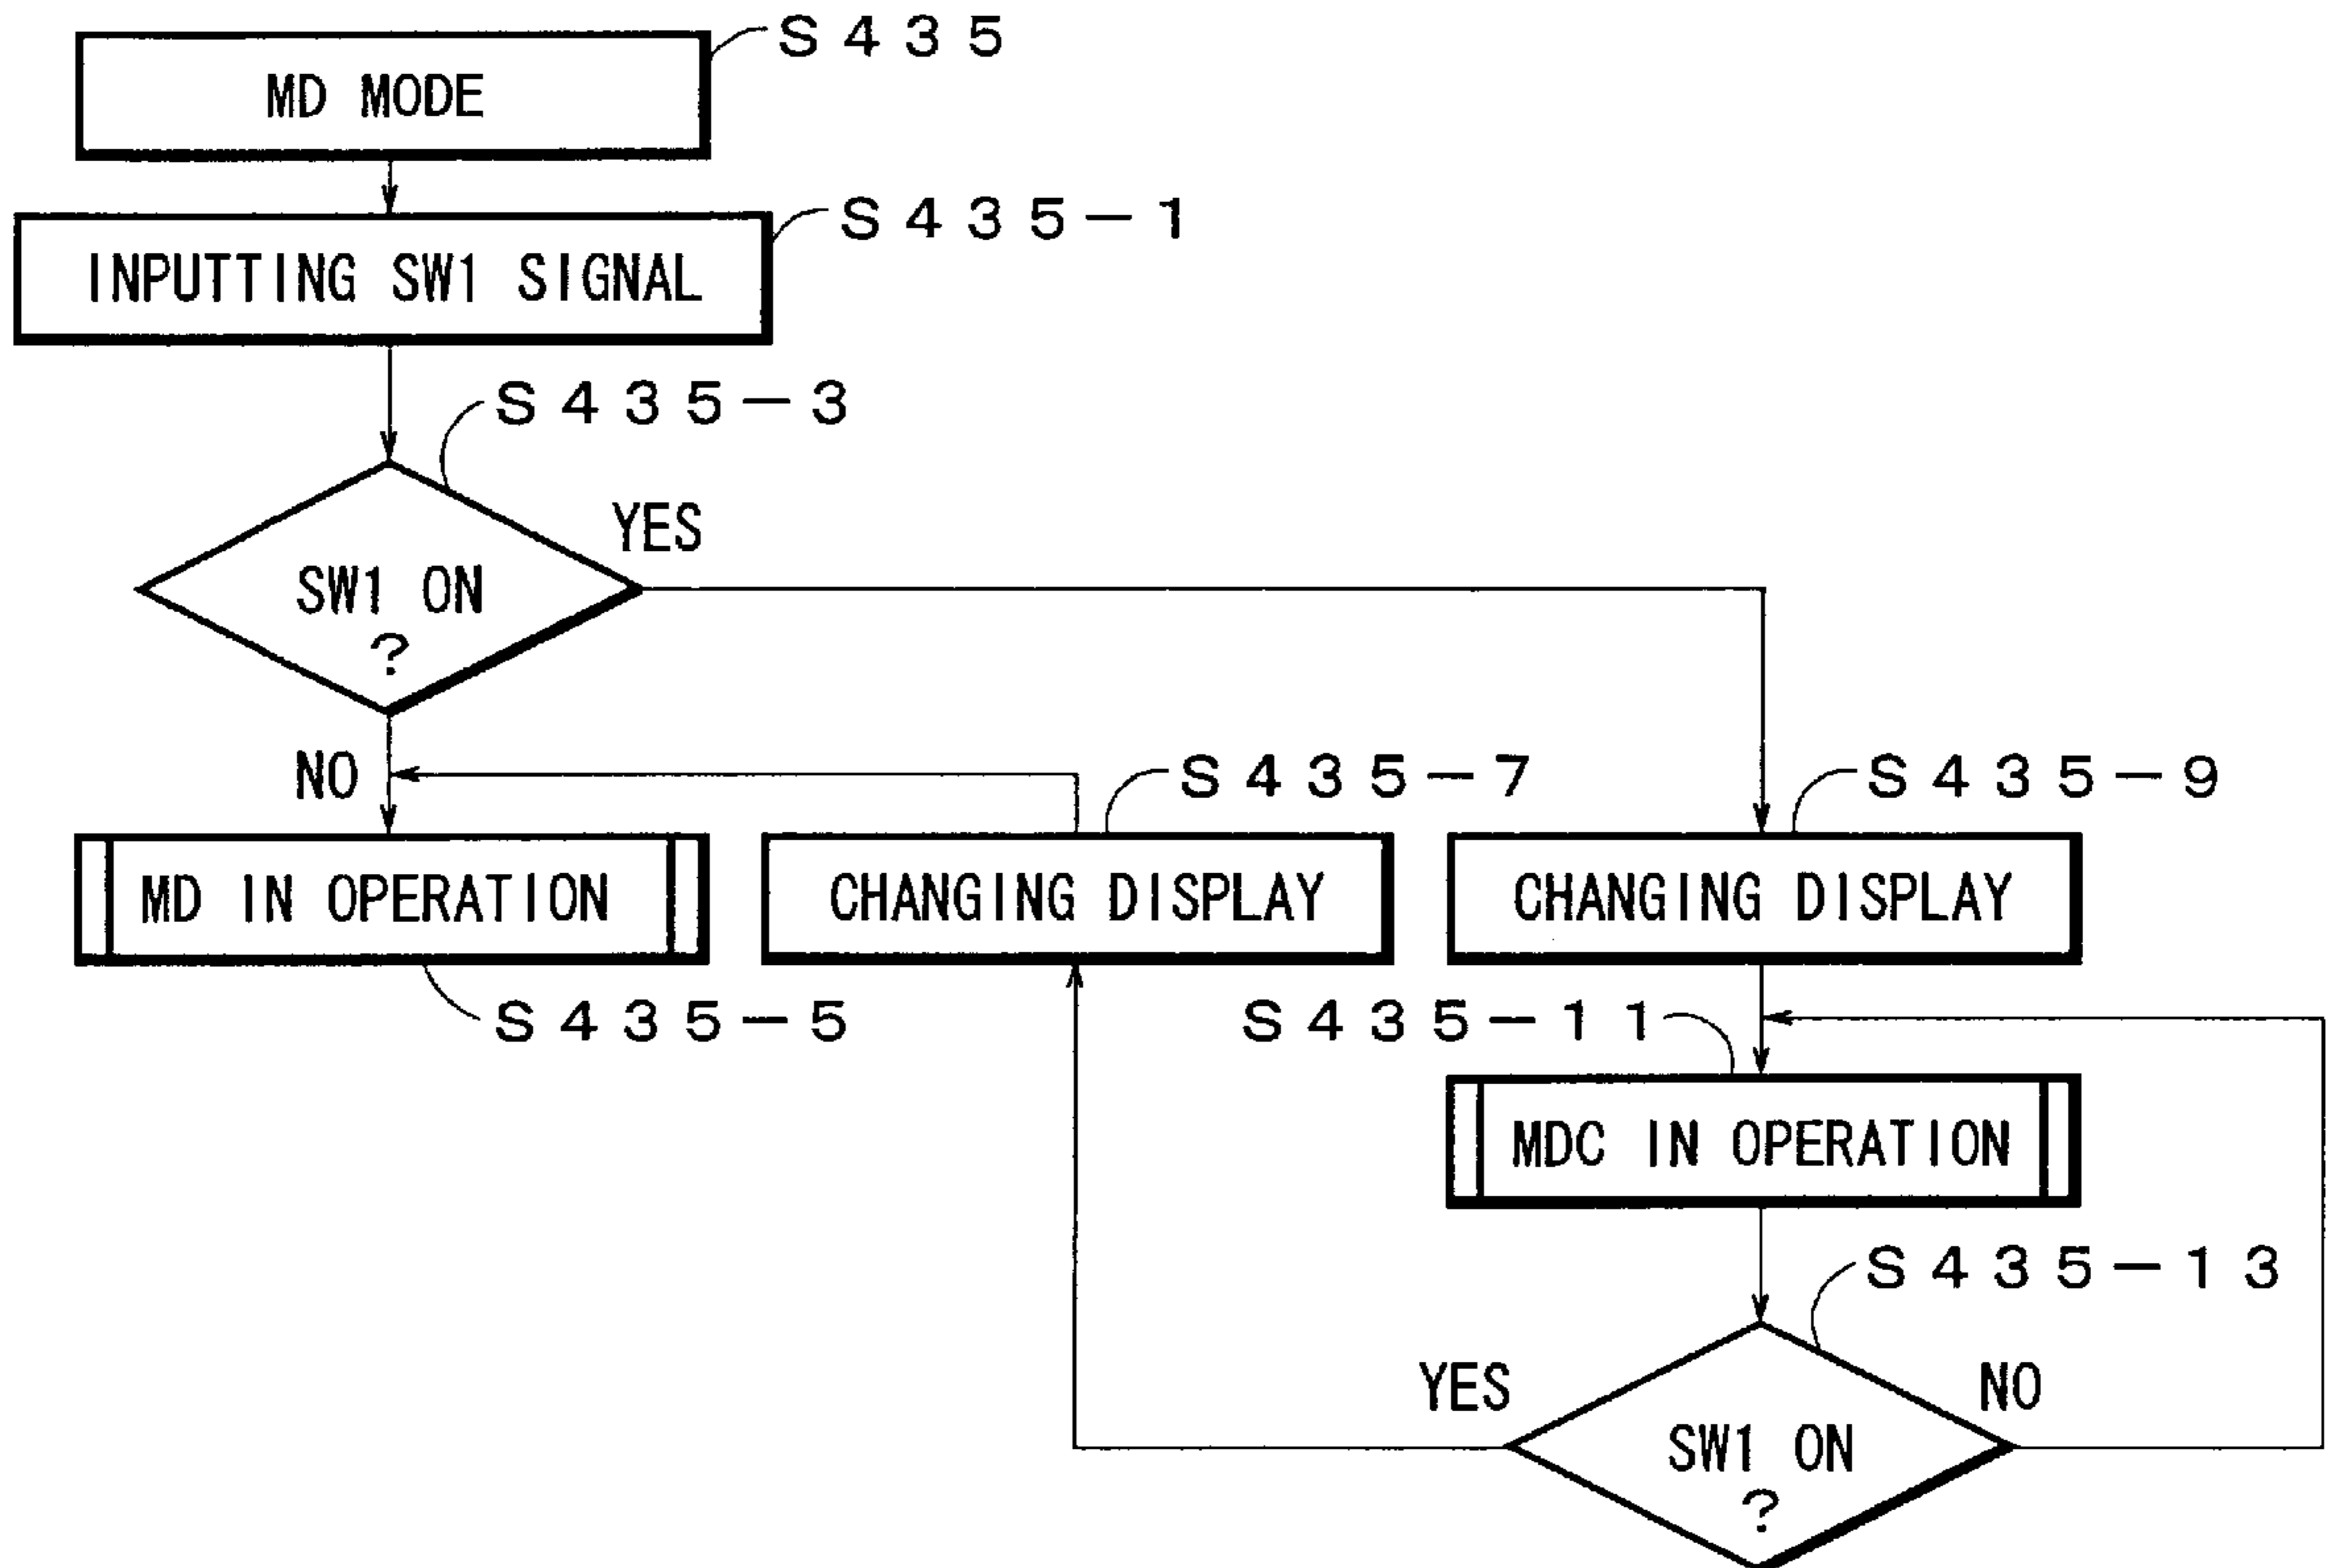 S435
MD MODE
S435-1
INPUTTING SW1 SIGNAL
S435-3
YES
SW1 ON
?
NO
S435-7
S435-9
MD IN OPERATION
CHANGING DISPLAY
CHANGING DISPLAY
S435-5
S435-11
MDC IN OPERATION
S435-13
YES
NO
SW1 ON
?